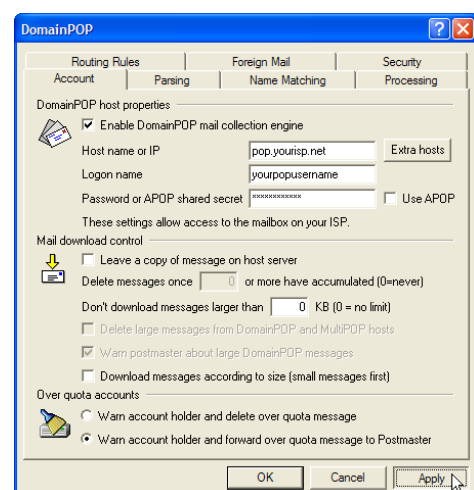 DomainPOP
Routing Rules Foreign Mail Security
Account Parsing Name Matching Processing
DomainPOP host properties
Enable DomainPOP mail collection engine
Host name or IP pop.yourisp.net Extra hosts
Logon name yourpopusername
Password or APOP shared secret ************ Use APOP
These settings allow access to the mailbox on your ISP.
Mail download control
Leave a copy of message on host server
Delete messages once 0 or more have accumulated (0=never)
Don't download messages larger than 0 KB (0 = no limit)
Delete large messages from DomainPOP and MultiPOP hosts
Warn postmaster about large DomainPOP messages
Download messages according to size (small messages first)
Over quota accounts
Warn account holder and delete over quota message
Warn account holder and forward over quota message to Postmaster
OK Cancel Apply